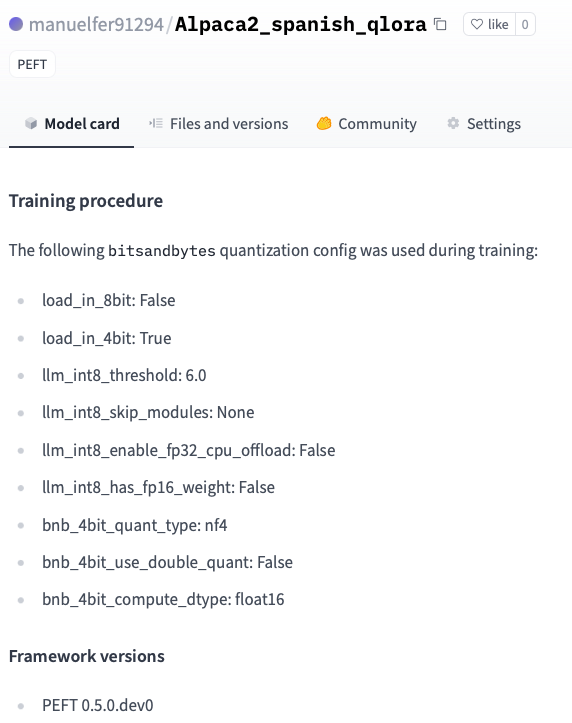 manuelfer91294/Alpaca2_spanish_qlora like 0
PEFT
Model card Files and versions Community Settings
Training procedure
The following bitsandbytes quantization config was used during training:
load_in_8bit: False
load_in_4bit: True
llm_int8_threshold: 6.0
llm_int8_skip_modules: None
llm_int8_enable_fp32_cpu_offload: False
llm_int8_has_fp16_weight: False
bnb_4bit_quant_type: nf4
bnb_4bit_use_double_quant: False
bnb_4bit_compute_dtype: float16
Framework versions
PEFT 0.5.0.dev0